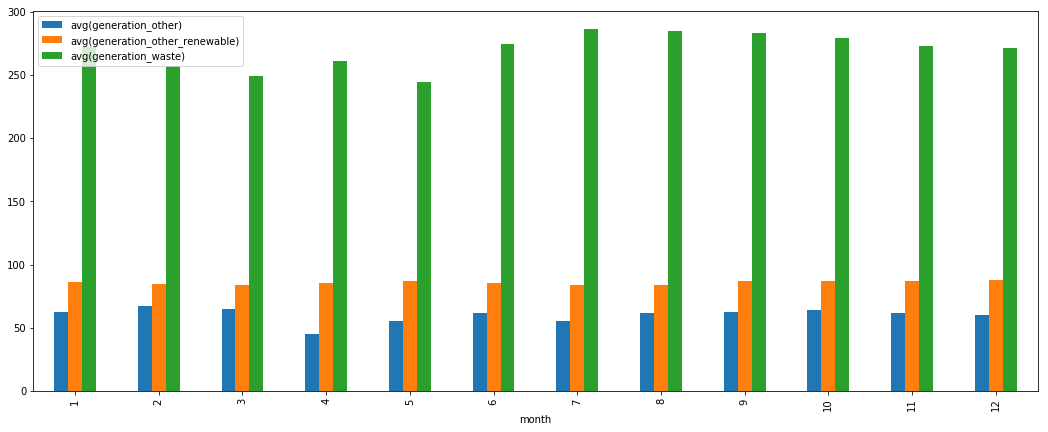 300
250
200
150
100
50
0
avg(generation_other)
avg(generation_other_renewable)
avg(generation_waste)
1 2 3 4 5 6 7 8 9 10 11 12
month